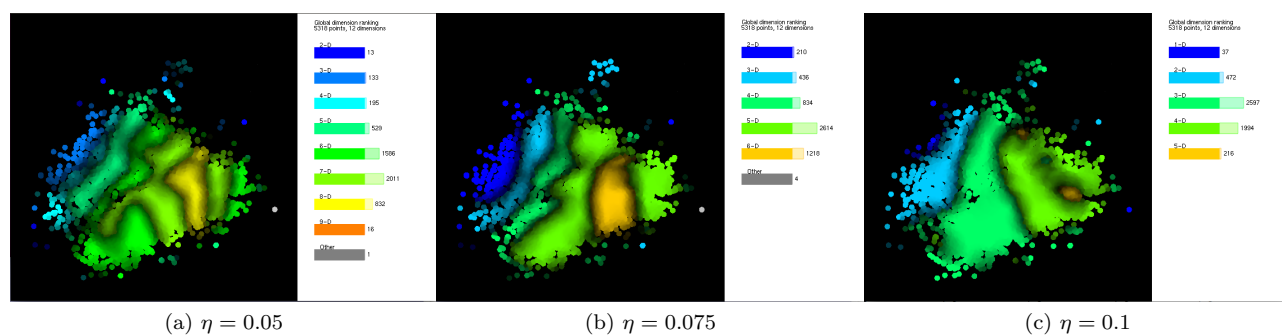 Global dimension ranking
5318 points, 12 dimensions
2-D
13
3-D
133
4-D
195
5-D
529
6-D
1586
7-D
2011
8-D
832
9-D
16
Other
1
Global dimension ranking
5318 points, 12 dimensions
2-D
210
3-D
436
4-D
834
5-D
2614
6-D
1218
Other
4
Global dimension ranking
5318 points, 12 dimensions
1-D
37
2-D
472
3-D
2597
4-D
1994
5-D
216
(a) η = 0.05
(b) η = 0.075
(c) η = 0.1